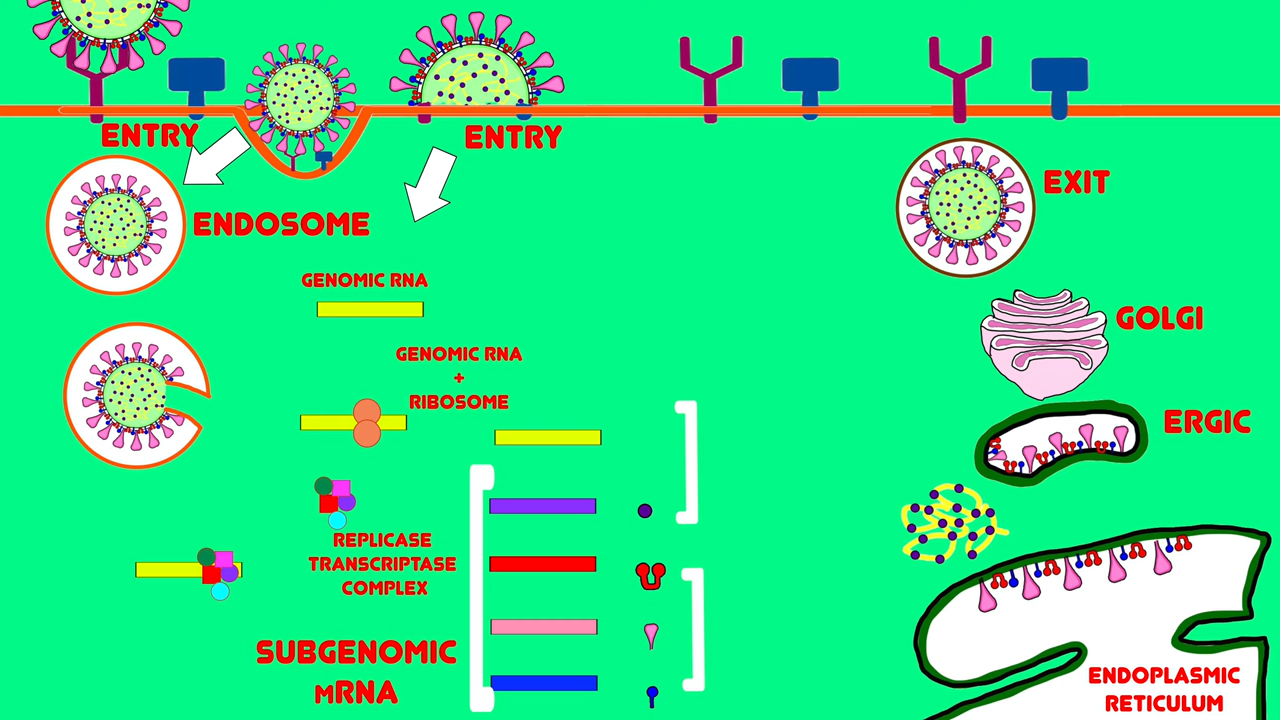 ENTRY
ENTRY
EXIT
ENDOSOME
GENOMIC RNA
GOLGI
GENOMIC RNA
+
RIBOSOME
ERGIC
REPLICASE
TRANSCRIPTASE
COMPLEX
SUBGENOMIC
mRNA
ENDOPLASMIC
RETICULUM